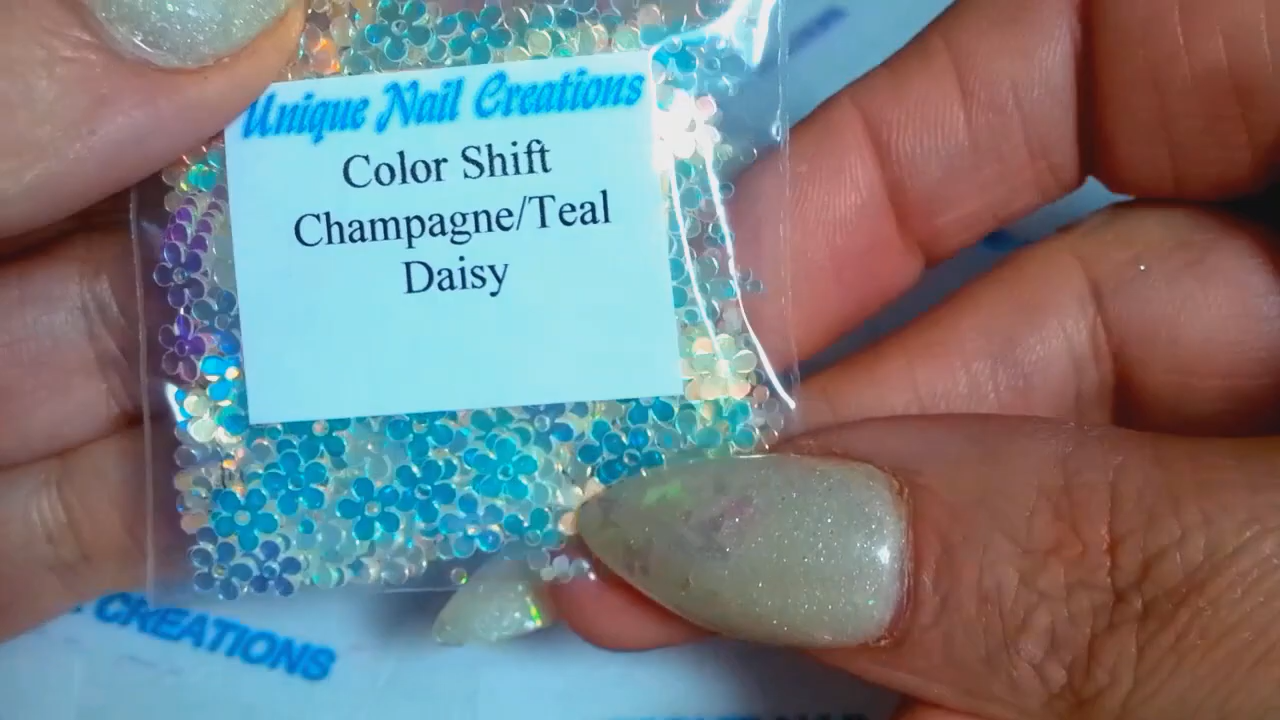 Unique Nail Creations
Color Shift
Champagne/Teal
Daisy
CREATIONS